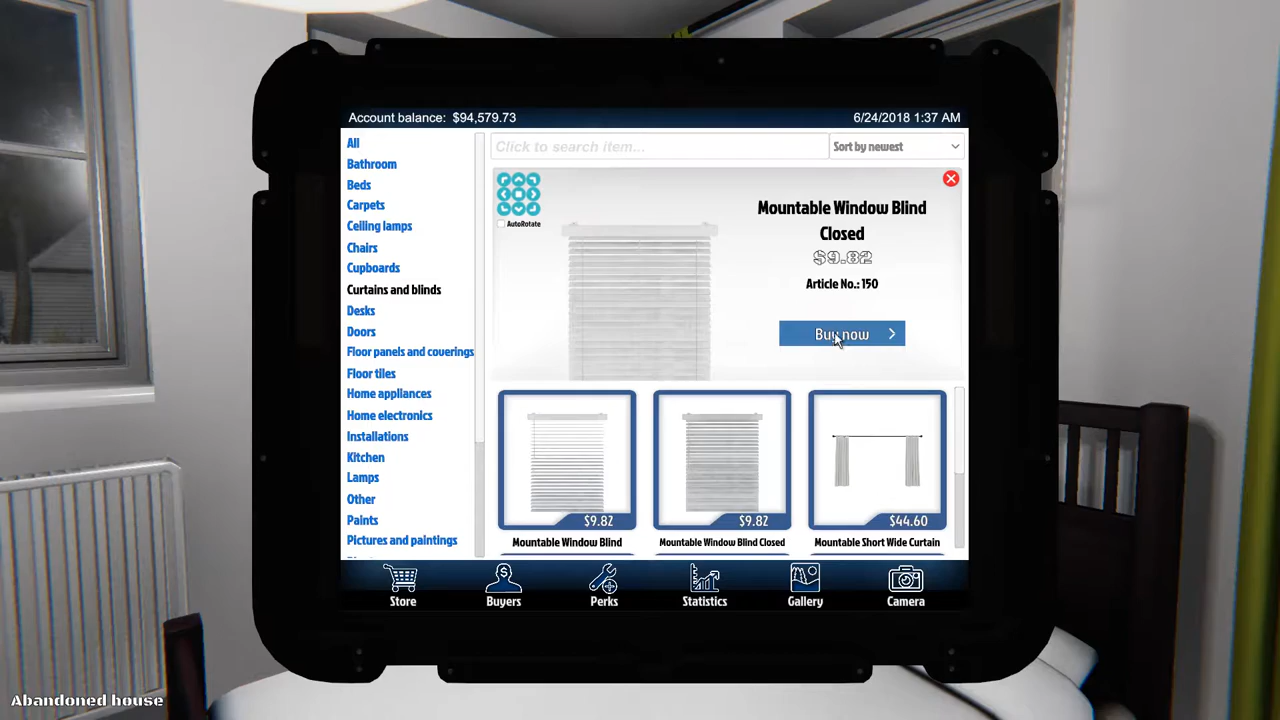 Account balance: $94,579.73
6/24/2018 1:37 AM
All
Bathroom
Beds
Carpets
Ceiling lamps
Chairs
Cupboards
Curtains and blinds
Desks
Doors
Floor panels and coverings
Floor tiles
Home appliances
Home electronics
Installations
Kitchen
Lamps
Other
Paints
Pictures and paintings
Click to search item...
Sort by newest
AutoRotate
Mountable Window Blind
Closed
$9.82
Article No.: 150
Buy now
$9.82
$9.82
$44.60
Mountable Window Blind
Mountable Window Blind Closed
Mountable Short Wide Curtain
Store
Buyers
Perks
Statistics
Gallery
Camera
Abandoned house